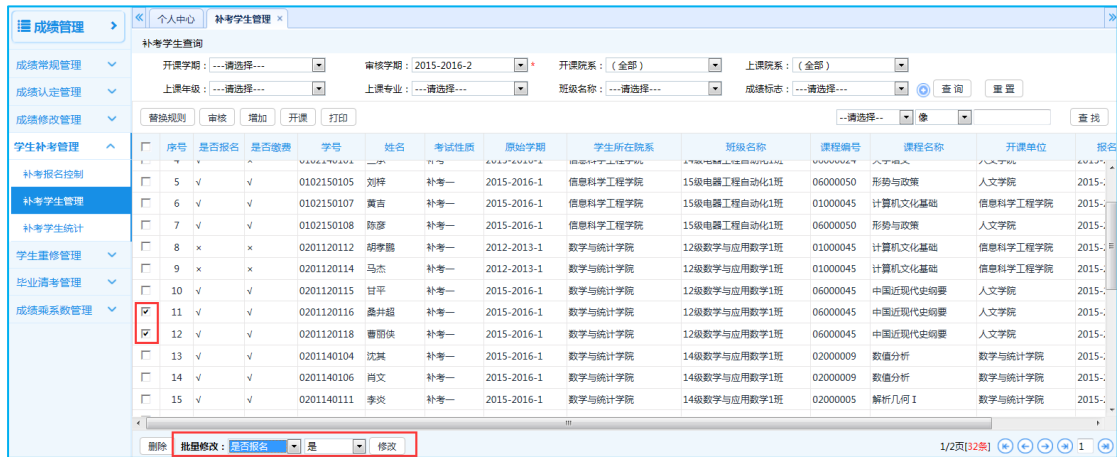 成绩管理
个人中心 补考学生管理 ×
补考学生查询
成绩常规管理
成绩认定管理
成绩修改管理
学生补考管理
补考报名控制
补考学生管理
补考学生统计
学生重修管理
毕业清考管理
成绩乘系数管理
开课学期：---请选择--- 审核学期：2015-2016-2 * 开课院系：（全部） 上课院系：（全部）
上课年级：---请选择--- 上课专业：---请选择--- 班级名称：---请选择--- 成绩标志：---请选择--- 查 询 重 置
替换规则 审核 增加 开课 打印 --请选择-- 像 查 找
序号 是否报名 是否缴费 学号 姓名 考试性质 原始学期 学生所在院系 班级名称 课程编号 课程名称 开课单位 报名
5 √ √ 0102150105 刘梓 补考一 2015-2016-1 信息科学工程学院 15级电器工程自动化1班 06000050 形势与政策 人文学院 2015-
6 √ √ 0102150107 黄吉 补考一 2015-2016-1 信息科学工程学院 15级电器工程自动化1班 01000045 计算机文化基础 信息科学工程学院 2015-
7 √ √ 0102150108 陈彦 补考一 2015-2016-1 信息科学工程学院 15级电器工程自动化1班 06000050 形势与政策 人文学院 2015-
8 × × 0201120112 胡孝鹏 补考一 2012-2013-1 数学与统计学院 12级数学与应用数学1班 01000045 计算机文化基础 信息科学工程学院 2015-
9 × × 0201120114 马杰 补考一 2012-2013-1 数学与统计学院 12级数学与应用数学1班 01000045 计算机文化基础 信息科学工程学院 2015-
10 √ √ 0201120115 甘平 补考一 2015-2016-1 数学与统计学院 12级数学与应用数学1班 06000045 中国近现代史纲要 人文学院 2015-
11 √ √ 0201120116 桑井超 补考一 2015-2016-1 数学与统计学院 12级数学与应用数学1班 06000045 中国近现代史纲要 人文学院 2015-
12 √ √ 0201120118 曹丽侠 补考一 2015-2016-1 数学与统计学院 12级数学与应用数学1班 06000045 中国近现代史纲要 人文学院 2015-
13 √ √ 0201140104 沈其 补考一 2015-2016-1 数学与统计学院 14级数学与应用数学1班 02000009 数值分析 数学与统计学院 2015-
14 √ √ 0201140106 肖文 补考一 2015-2016-1 数学与统计学院 14级数学与应用数学1班 02000009 数值分析 数学与统计学院 2015-
15 √ √ 0201140111 李炎 补考一 2015-2016-1 数学与统计学院 14级数学与应用数学1班 02000005 解析几何 I 数学与统计学院 2015-
删除 批量修改：是否报名 是 修改 1/2页[32条] 1